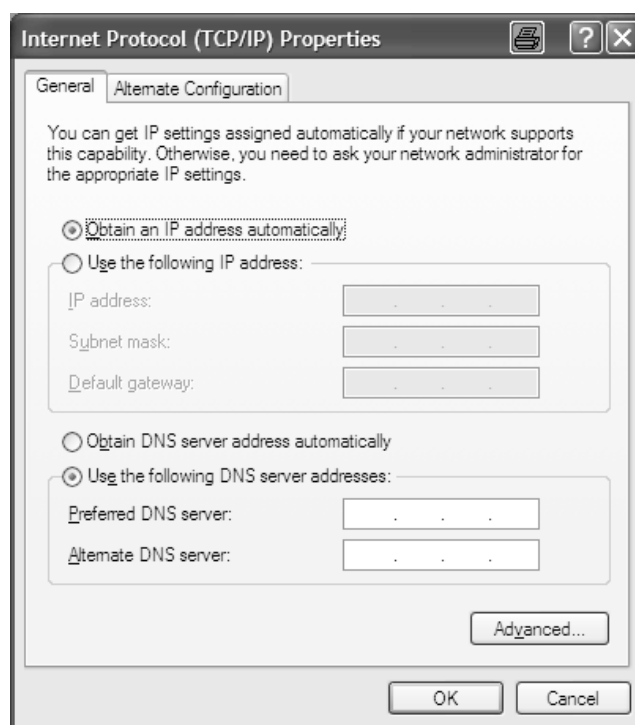 Internet Protocol (TCP/IP) Properties
General
Alternate Configuration
You can get IP settings assigned automatically if your network supports
this capability. Otherwise, you need to ask your network administrator for
the appropriate IP settings.
Obtain an IP address automatically
Use the following IP address:
IP address:
Subnet mask:
Default gateway:
Obtain DNS server address automatically
Use the following DNS server addresses:
Preferred DNS server:
Alternate DNS server:
Advanced...
OK
Cancel